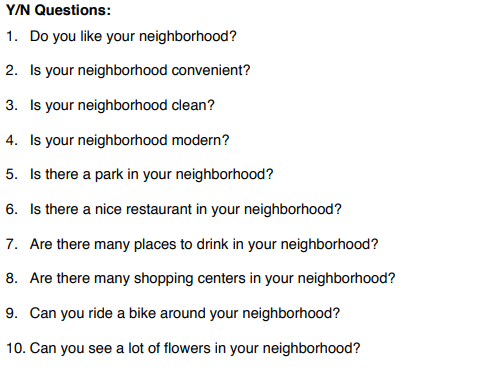 Y/N Questions:
1. Do you like your neighborhood?
2. Is your neighborhood convenient?
3. Is your neighborhood clean?
4. Is your neighborhood modern?
5. Is there a park in your neighborhood?
6. Is there a nice restaurant in your neighborhood?
7. Are there many places to drink in your neighborhood?
8. Are there many shopping centers in your neighborhood?
9. Can you ride a bike around your neighborhood?
10. Can you see a lot of flowers in your neighborhood?